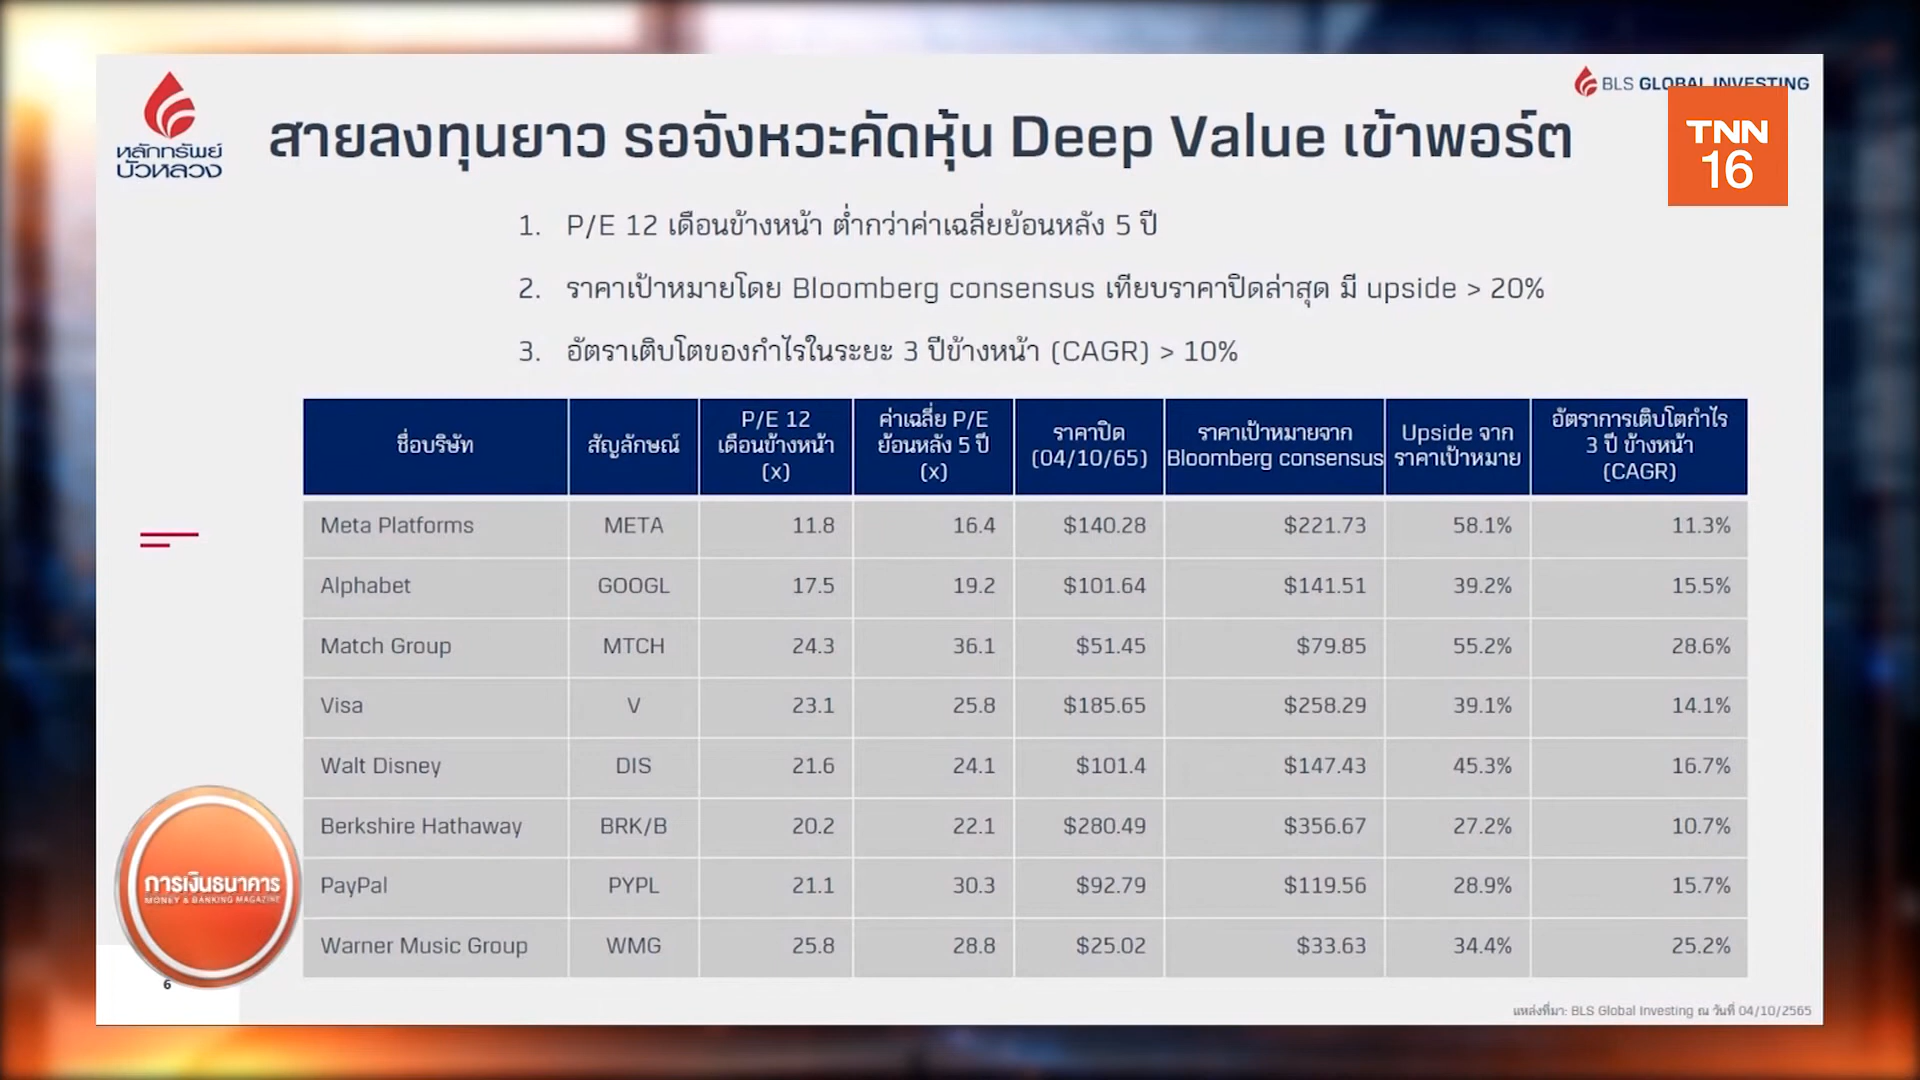 หลักทรัพย์
บัวหลวง
BLS GLOBAL INVESTING
TNN
16
สายลงทุนยาว รอจังหวะคัดหุ้น Deep Value เข้าพอร์ต
1. P/E 12 เดือนข้างหน้า ต่ำกว่าค่าเฉลี่ยย้อนหลัง 5 ปี
2. ราคาเป้าหมายโดย Bloomberg consensus เทียบราคาปิดล่าสุด มี upside > 20%
3. อัตราเติบโตของกำไรในระยะ 3 ปีข้างหน้า (CAGR) > 10%
ชื่อบริษัท สัญลักษณ์ P/E 12 เดือนข้างหน้า (x) ค่าเฉลี่ย P/E ย้อนหลัง 5 ปี (x) ราคาปิด (04/10/65) ราคาเป้าหมายจาก Bloomberg consensus Upside จาก ราคาเป้าหมาย อัตราการเติบโตกำไร 3 ปี ข้างหน้า (CAGR)
Meta Platforms META 11.8 16.4 $140.28 $221.73 58.1% 11.3%
Alphabet GOOGL 17.5 19.2 $101.64 $141.51 39.2% 15.5%
Match Group MTCH 24.3 36.1 $51.45 $79.85 55.2% 28.6%
Visa V 23.1 25.8 $185.65 $258.29 39.1% 14.1%
Walt Disney DIS 21.6 24.1 $101.4 $147.43 45.3% 16.7%
Berkshire Hathaway BRK/B 20.2 22.1 $280.49 $356.67 27.2% 10.7%
PayPal PYPL 21.1 30.3 $92.79 $119.56 28.9% 15.7%
Warner Music Group WMG 25.8 28.8 $25.02 $33.63 34.4% 25.2%
การเงินธนาคาร
MONEY & BANKING MAGAZINE
6
แหล่งที่มา: BLS Global Investing ณ วันที่ 04/10/2565